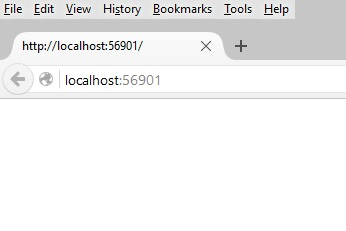 File Edit View History Bookmarks Tools Help
http://localhost:56901/
localhost:56901